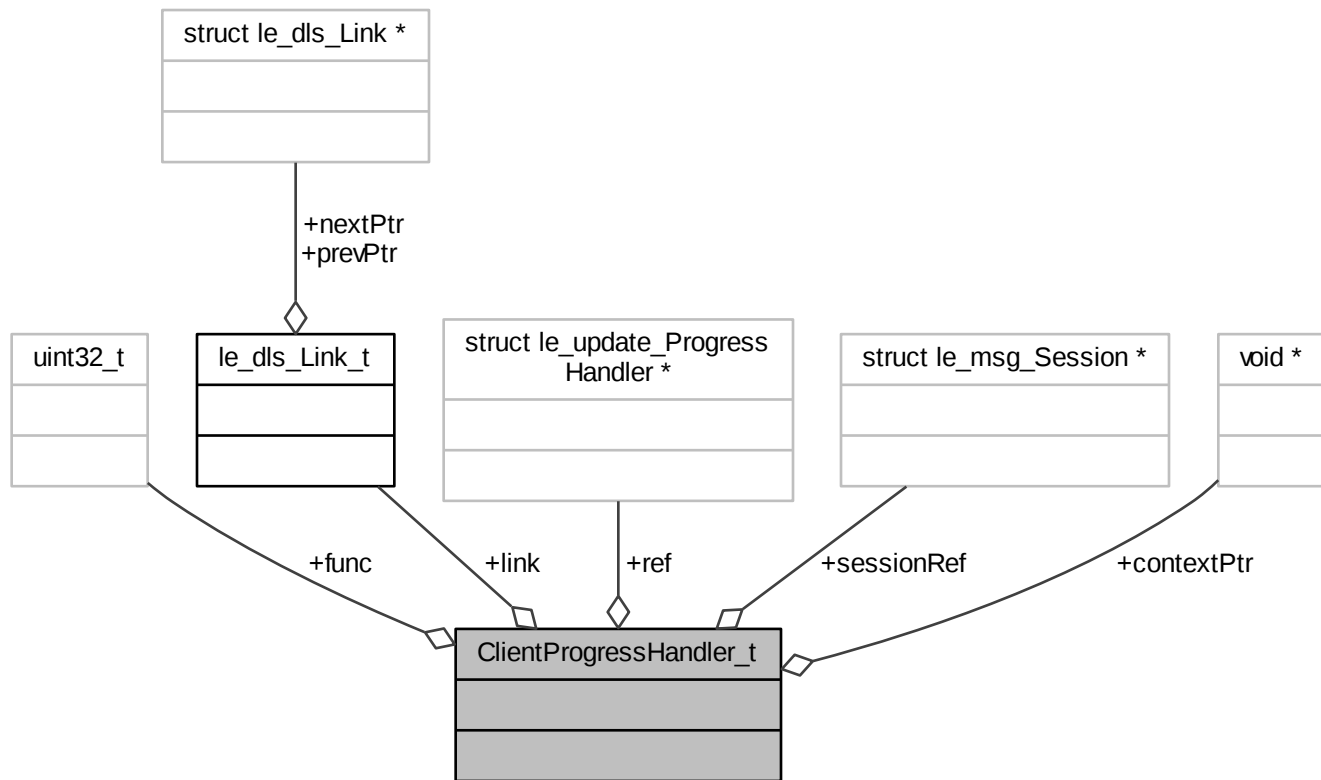 struct le_dls_Link *
+nextPtr
+prevPtr
uint32_t
le_dls_Link_t
struct le_update_Progress
Handler *
struct le_msg_Session *
void *
+func
+link
+ref
+sessionRef
+contextPtr
ClientProgressHandler_t